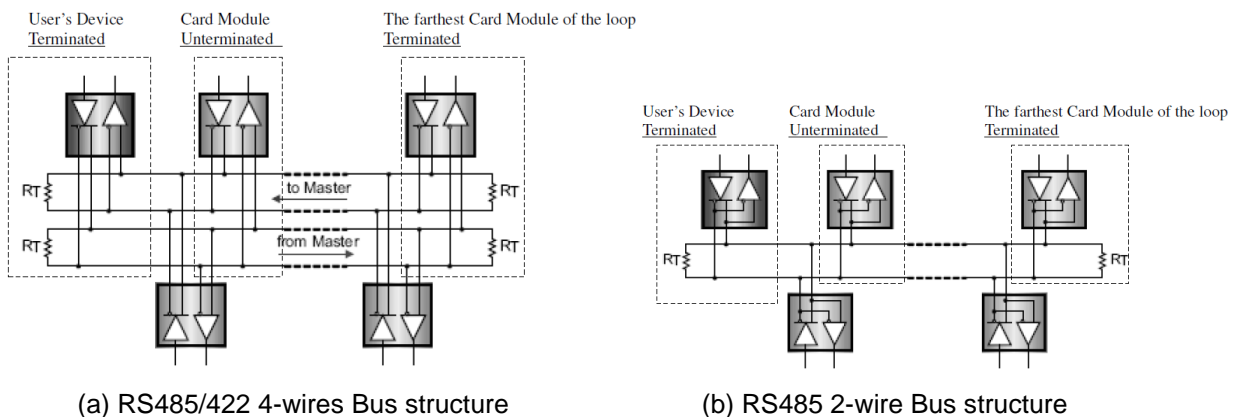 User's Device
Terminated
Card Module
Unterminated
The farthest Card Module of the loop
Terminated
RT
to Master
RT
RT
from Master
RT
(a) RS485/422 4-wires Bus structure
User's Device
Terminated
Card Module
Unterminated
The farthest Card Module of the loop
Terminated
RT
RT
(b) RS485 2-wire Bus structure